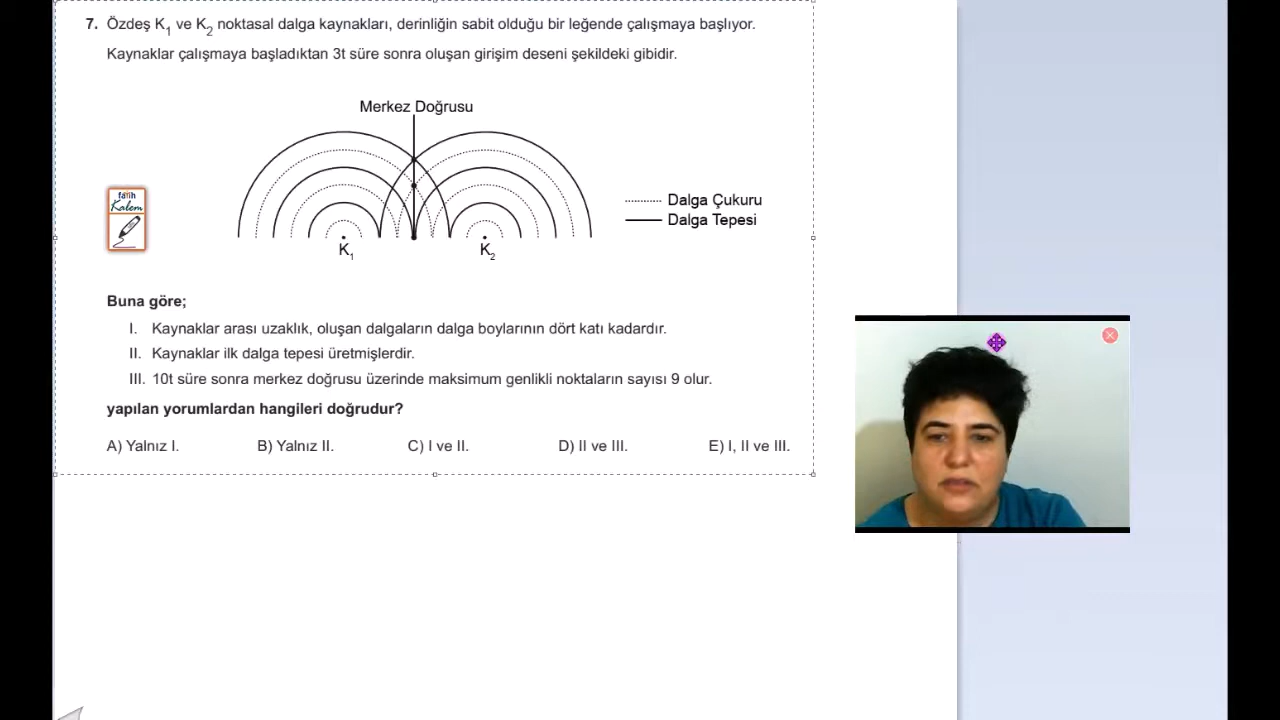 7. Özdeş K1 ve K2 noktasal dalga kaynakları, derinliğin sabit olduğu bir leğende çalışmaya başlıyor.
Kaynaklar çalışmaya başladıktan 3t süre sonra oluşan girişim deseni şekildeki gibidir.
Merkez Doğrusu
fatih
Kalem
Dalga Çukuru
Dalga Tepesi
K1
K2
Buna göre;
I. Kaynaklar arası uzaklık, oluşan dalgaların dalga boylarının dört katı kadardır.
II. Kaynaklar ilk dalga tepesi üretmişlerdir.
III. 10t süre sonra merkez doğrusu üzerinde maksimum genlikli noktaların sayısı 9 olur.
yapılan yorumlardan hangileri doğrudur?
A) Yalnız I. B) Yalnız II. C) I ve II. D) II ve III. E) I, II ve III.